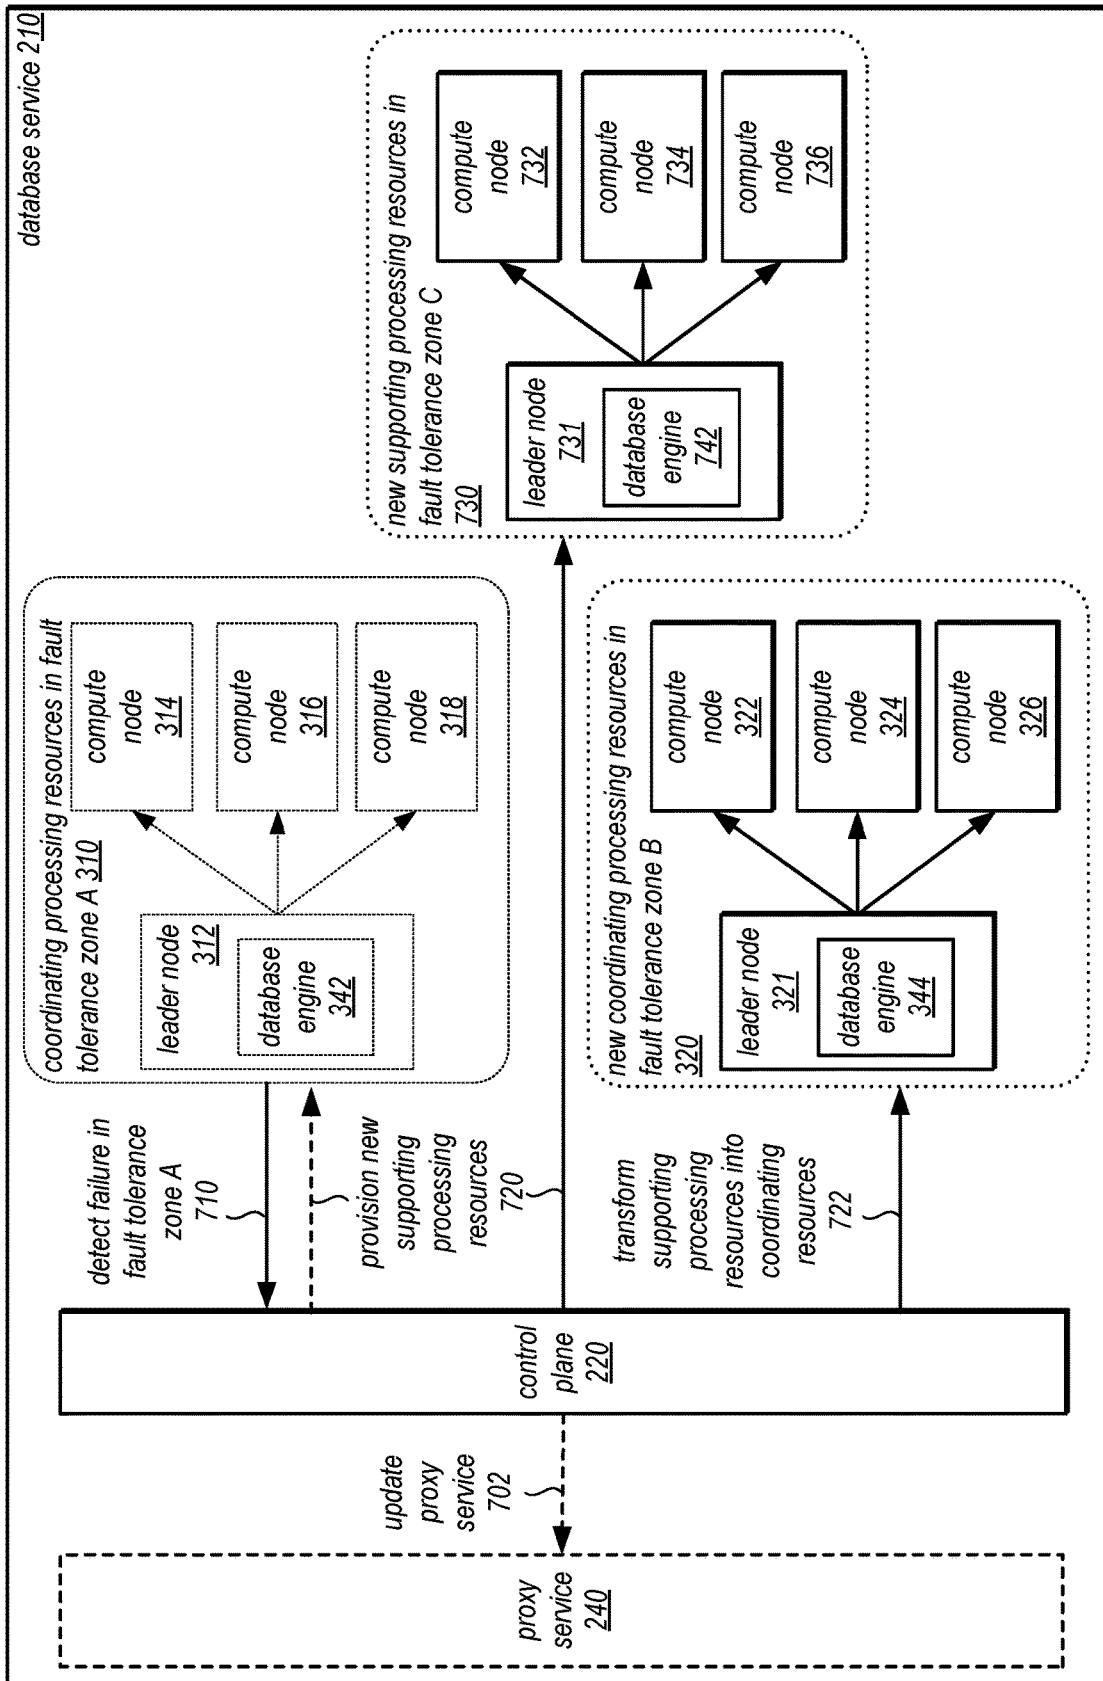 database service 210
proxy
service
240
update
proxy
service
702
control
plane
220
detect failure in
fault tolerance
zone A
710
provision new
supporting
processing
resources
720
transform
supporting
processing
resources into
coordinating
resources
722
coordinating processing resources in fault
tolerance zone A 310
leader node
312
database
engine
342
compute
node
314
compute
node
316
compute
node
318
new coordinating processing resources in
fault tolerance zone B
320
leader node
321
database
engine
344
compute
node
322
compute
node
324
compute
node
326
new supporting processing resources in
fault tolerance zone C
730
leader node
731
database
engine
742
compute
node
732
compute
node
734
compute
node
736